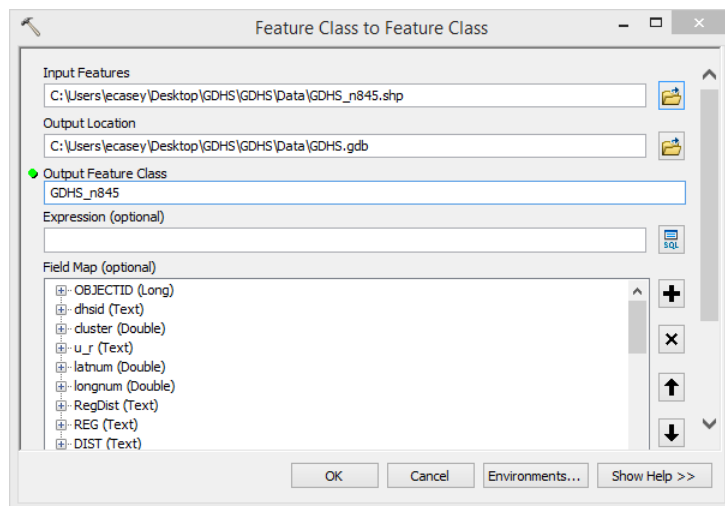 Feature Class to Feature Class
Input Features
C:\Users\ecasey\Desktop\GDHS\GDHS\Data\GDHS_n845.shp
Output Location
C:\Users\ecasey\Desktop\GDHS\GDHS\Data\GDHS.gdb
Output Feature Class
GDHS_n845
Expression (optional)
SQL
Field Map (optional)
OBJECTID (Long)
dhsid (Text)
cluster (Double)
u_r (Text)
latnum (Double)
longnum (Double)
RegDist (Text)
REG (Text)
DIST (Text)
OK
Cancel
Environments...
Show Help >>